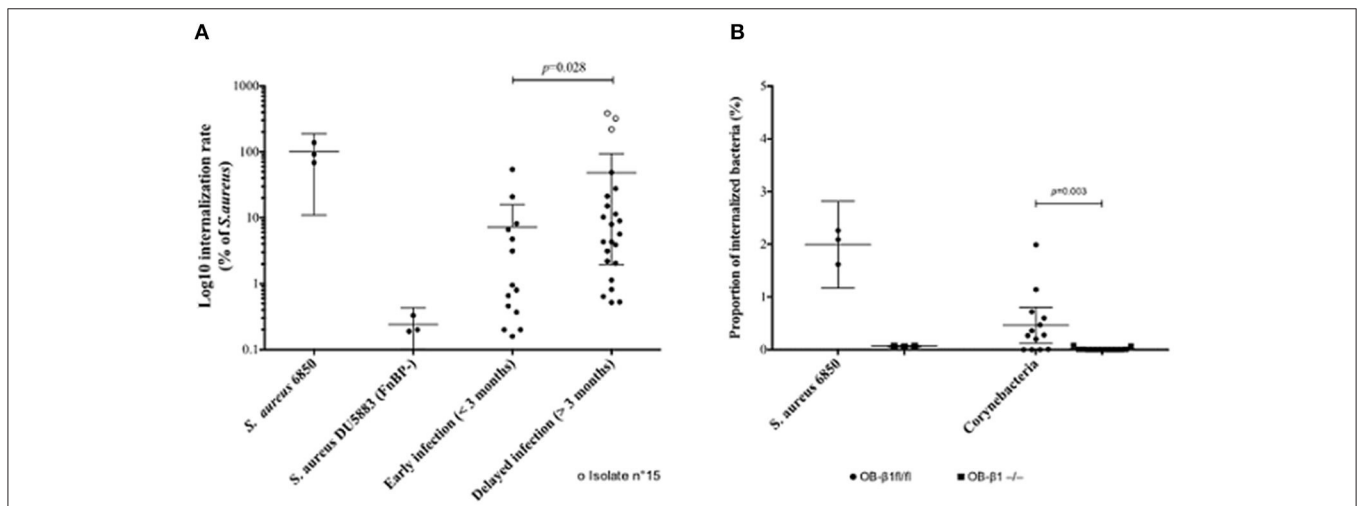 A
p=0.028
1000
100
10
1
0.1
Log10 internalization rate
(% of S.aureus)
S. aureus 6850
S. aureus DU5883 (FnBP-)
Early infection (< 3 months)
Delayed infection (> 3 months)
o Isolate n°15
B
5
4
3
2
1
0
Proportion of internalized bacteria (%)
p=0.003
S. aureus 6850
Corynebacteria
OB-β1fl/fl
OB-β1 –/–